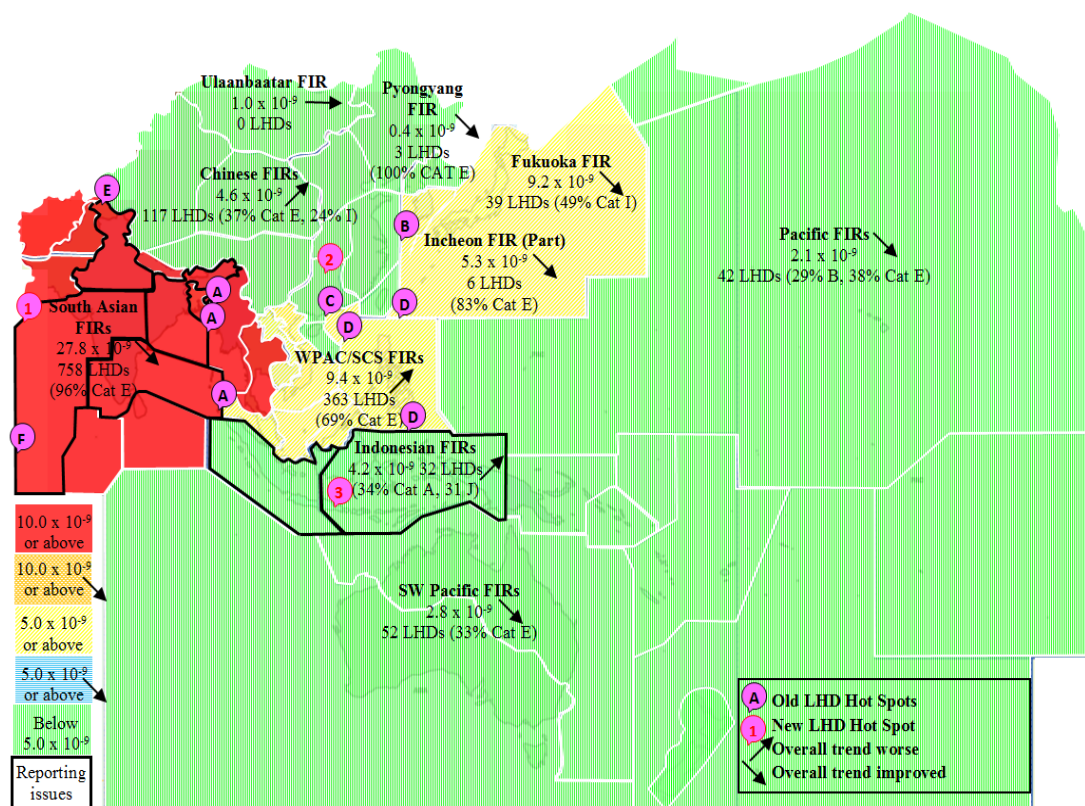 Ulaanbaatar FIR
1.0 x 10-9
0 LHDs
Pyongyang
FIR
0.4 x 10-9
3 LHDs
(100% CAT E)
Chinese FIRs
4.6 x 10-9
117 LHDs (37% Cat E, 24% I)
Fukuoka FIR
9.2 x 10-9
39 LHDs (49% Cat I)
Incheon FIR (Part)
5.3 x 10-9
6 LHDs
(83% Cat E)
Pacific FIRs
2.1 x 10-9
42 LHDs (29% B, 38% Cat E)
E
B
2
C
D
D
A
A
A
1
South Asian
FIRs
27.8 x 10-9
758 LHDs
(96% Cat E)
F
WPAC/SCS FIRs
9.4 x 10-9
363 LHDs
(69% Cat E)
D
Indonesian FIRs
4.2 x 10-9 32 LHDs
(34% Cat A, 31 J)
3
SW Pacific FIRs
2.8 x 10-9
52 LHDs (33% Cat E)
10.0 x 10-9
or above
10.0 x 10-9
or above
5.0 x 10-9
or above
5.0 x 10-9
or above
Below
5.0 x 10-9
Reporting
issues
A Old LHD Hot Spots
1 New LHD Hot Spot
Overall trend worse
Overall trend improved